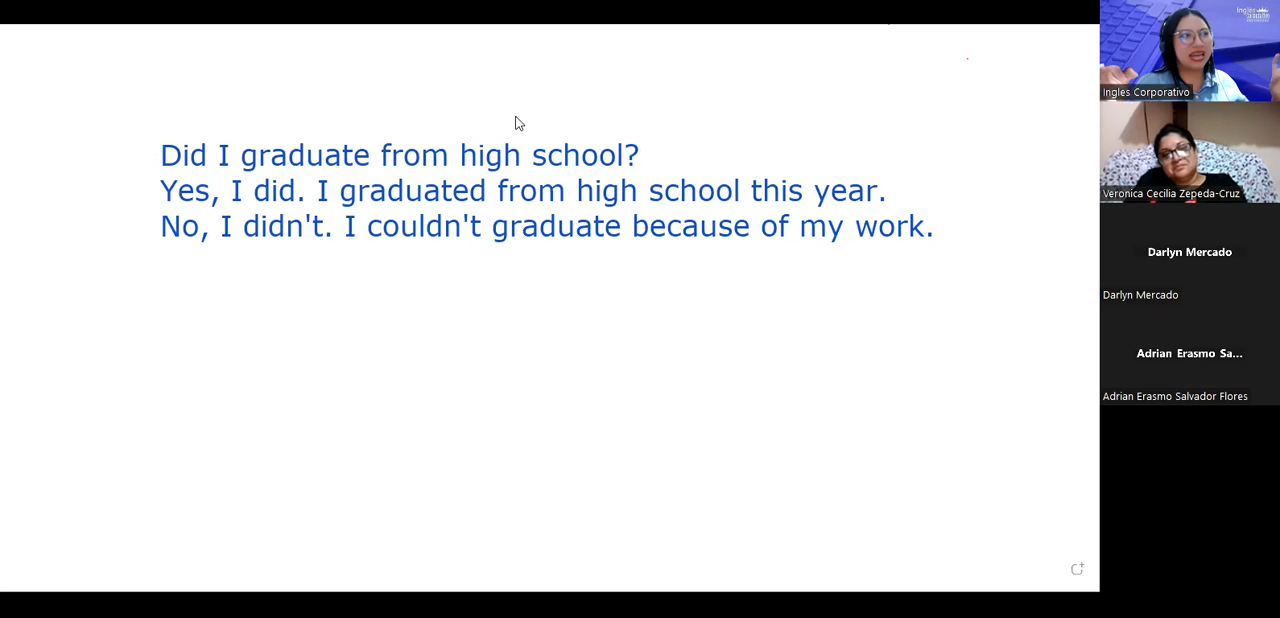 Did I graduate from high school?
Yes, I did. I graduated from high school this year.
No, I didn't. I couldn't graduate because of my work.
Ingles Corporativo
Veronica Cecilia Zepeda-Cruz
Darlyn Mercado
Darlyn Mercado
Adrian Erasmo Sa...
Adrian Erasmo Salvador Flores